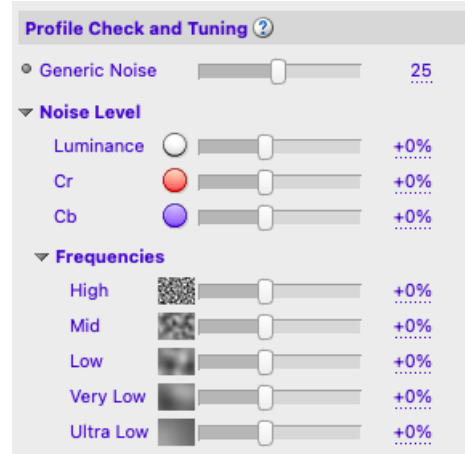 Profile Check and Tuning ?
Generic Noise 25
Noise Level
Luminance +0%
Cr +0%
Cb +0%
Frequencies
High +0%
Mid +0%
Low +0%
Very Low +0%
Ultra Low +0%